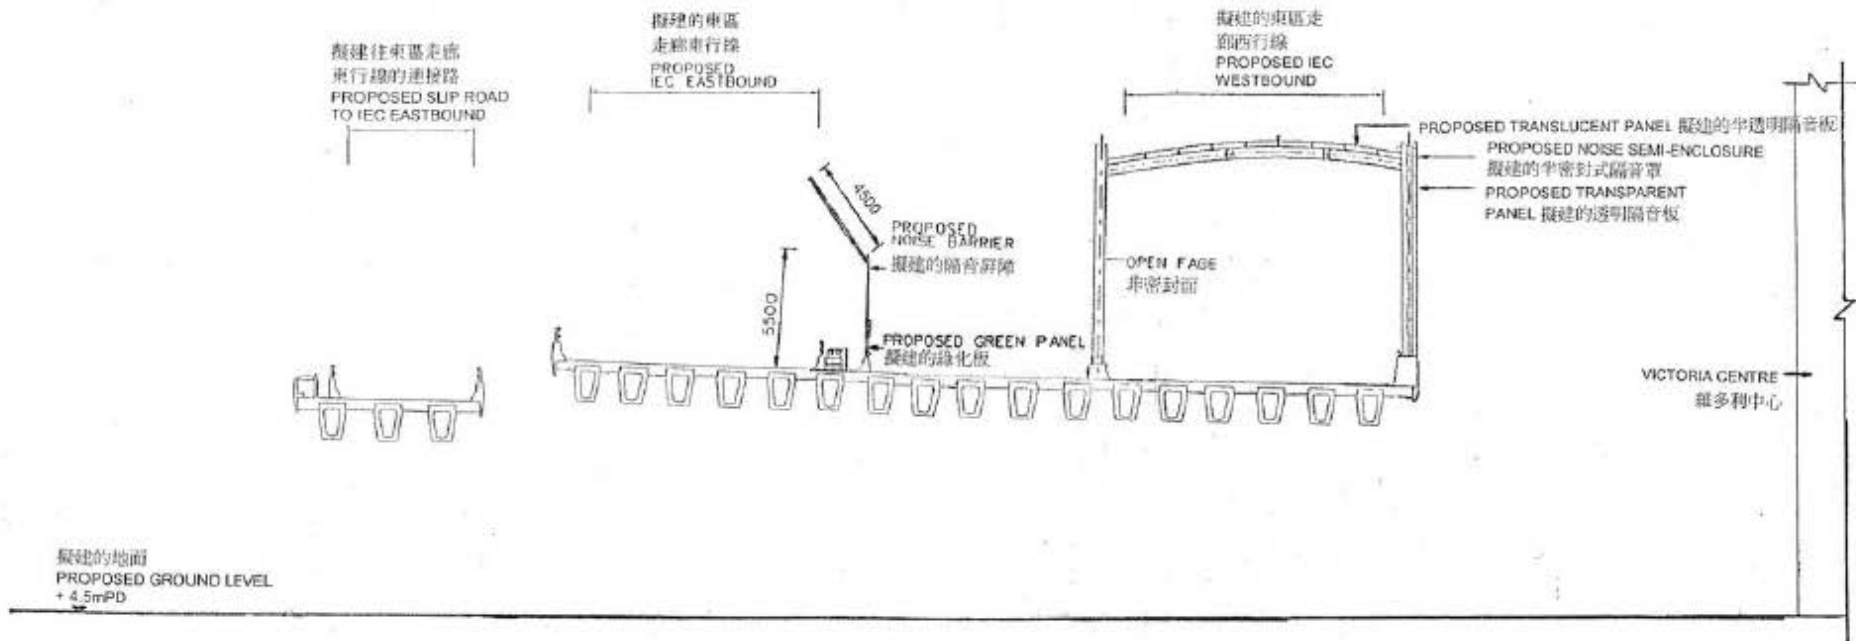 擬建往東區走廊
東行線的連接路
PROPOSED SLIP ROAD
TO IEC EASTBOUND
擬建的東區
走廊東行線
PROPOSED
IEC EASTBOUND
擬建的東區走
廊西行線
PROPOSED IEC
WESTBOUND
PROPOSED TRANSLUCENT PANEL 擬建的半透明隔音板
PROPOSED NOISE SEMI-ENCLOSURE
擬建的半密封式隔音罩
PROPOSED TRANSPARENT
PANEL 擬建的透明隔音板
4500
PROPOSED
NOISE BARRIER
擬建的隔音屏障
OPEN FAGE
非密封面
5500
PROPOSED GREEN PANEL
擬建的綠化板
VICTORIA CENTRE
維多利中心
擬建的地面
PROPOSED GROUND LEVEL
+ 4.5mPD